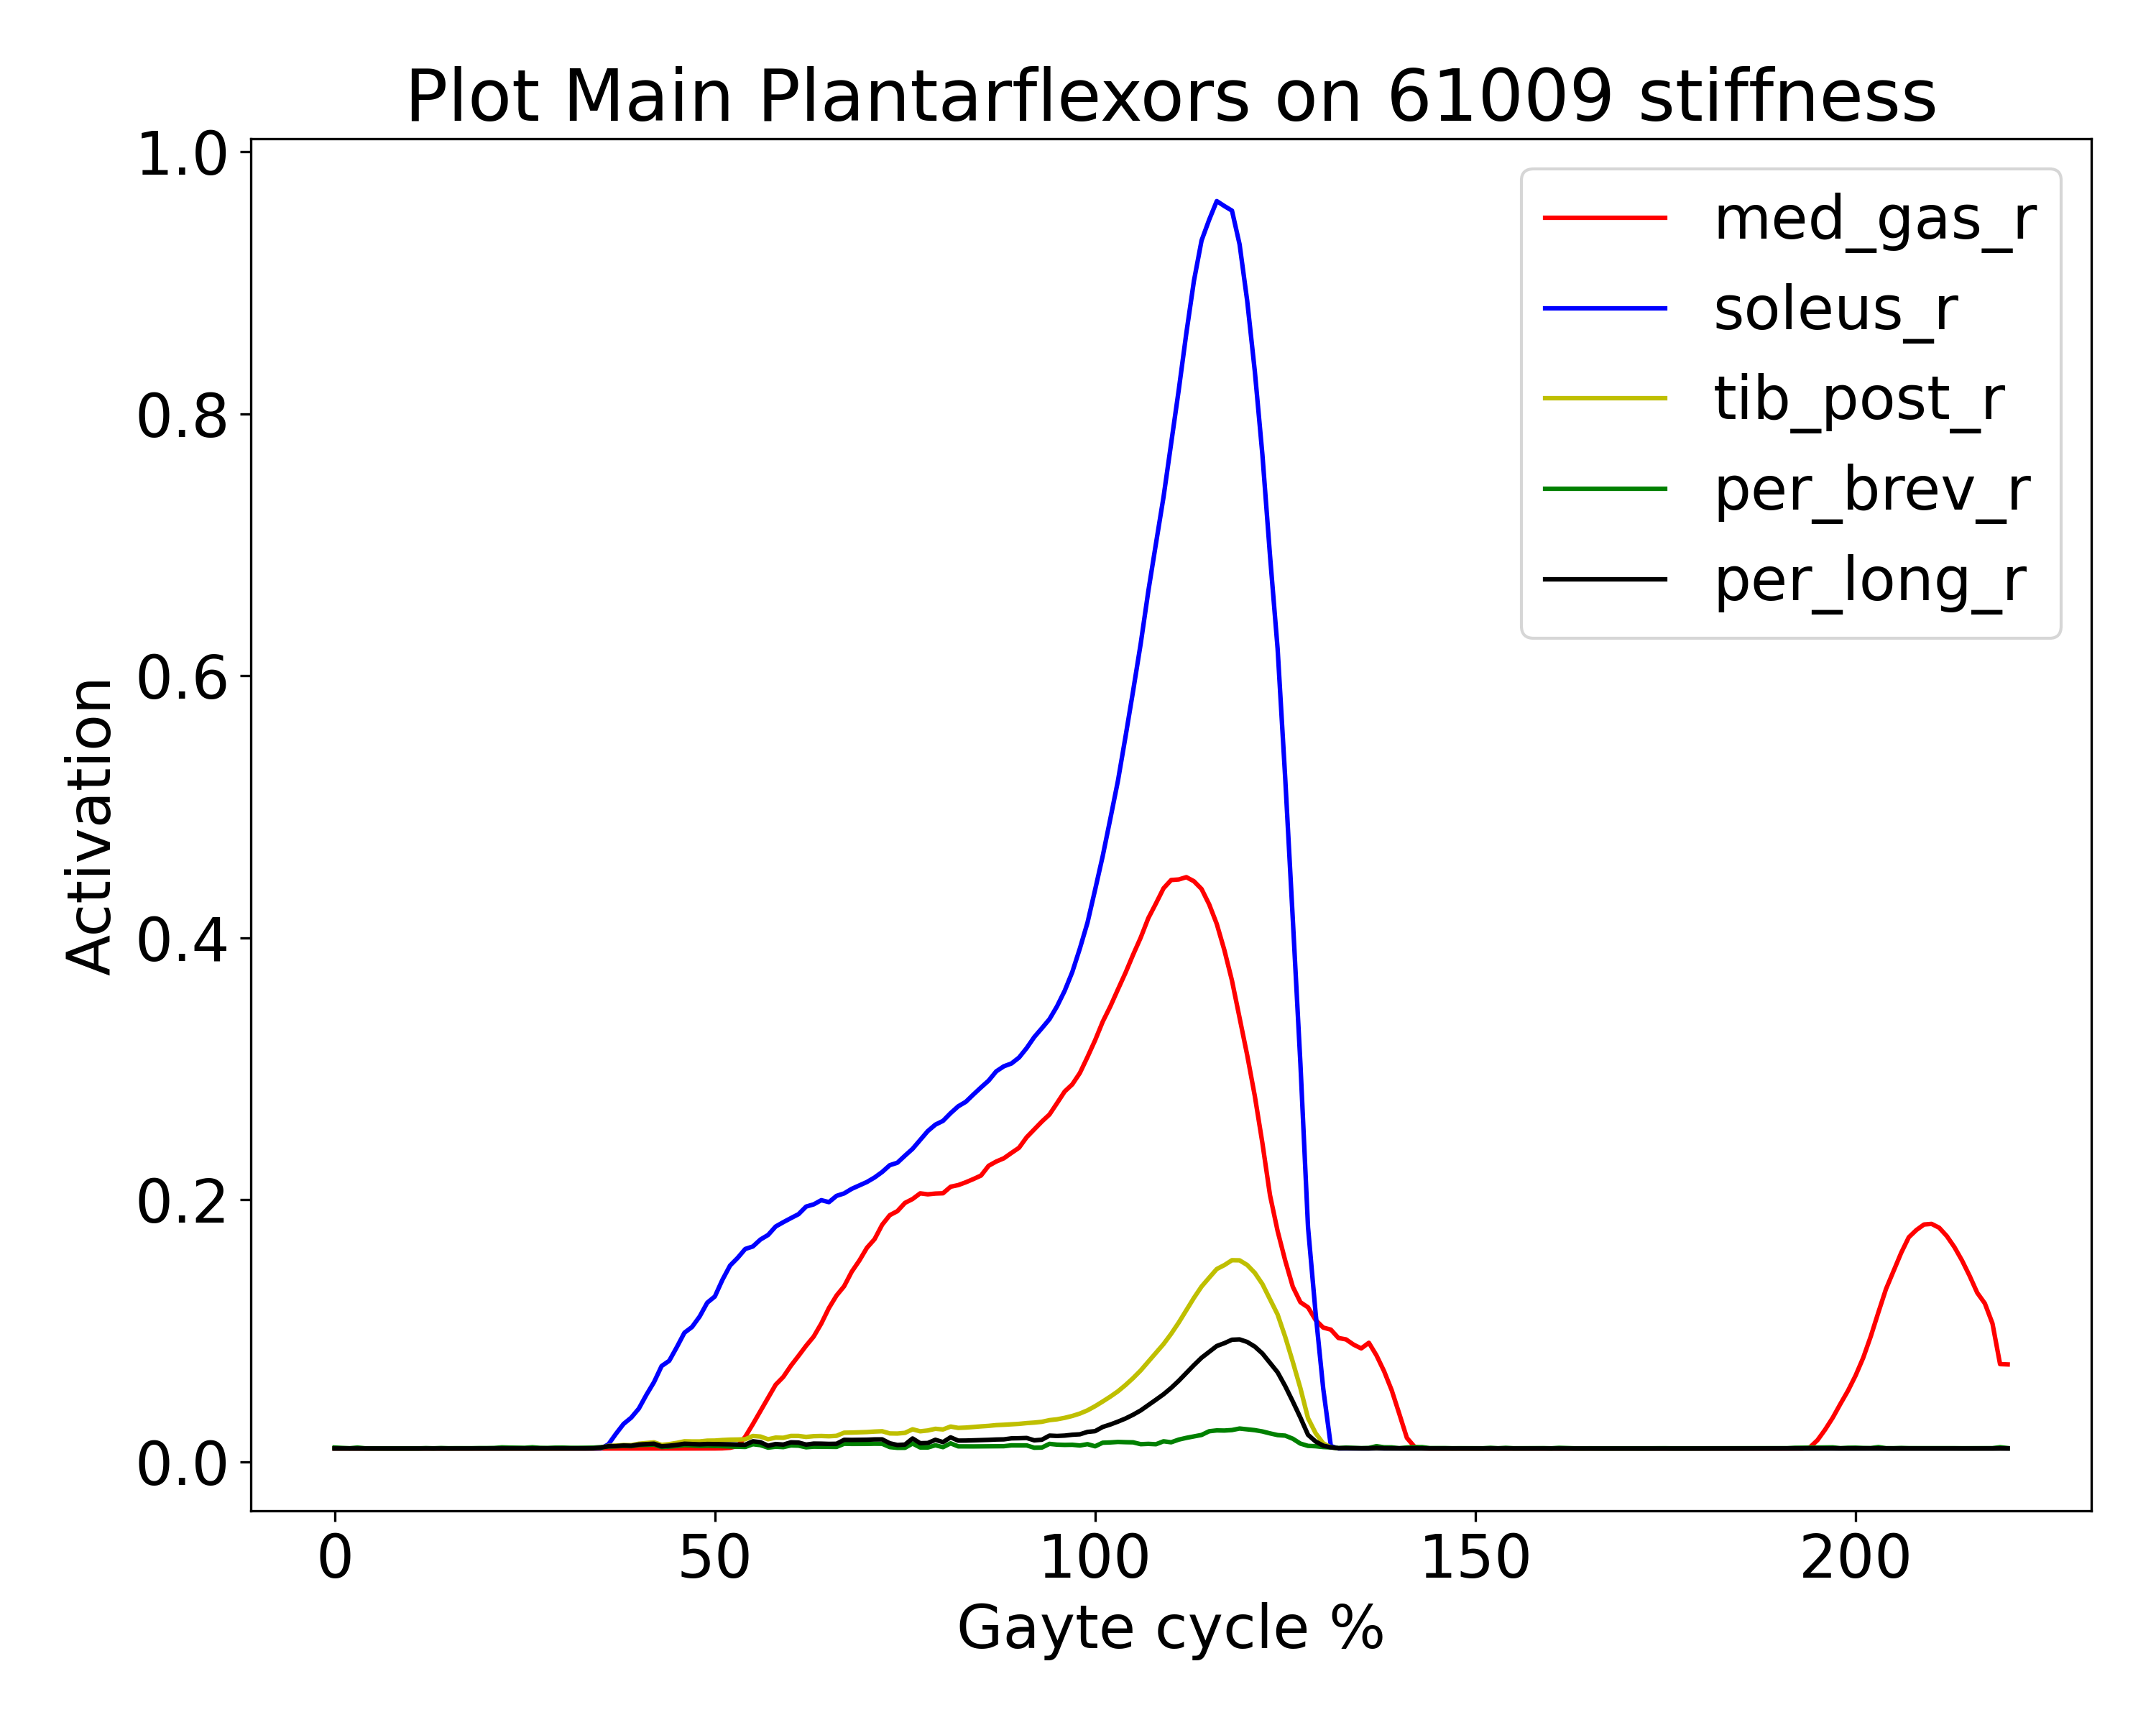 Plot Main Plantarflexors on 61009 stiffness
1.0
0.8
0.6
0.4
0.2
0.0
Activation
0 50 100 150 200
Gayte cycle %
med_gas_r
soleus_r
tib_post_r
per_brev_r
per_long_r